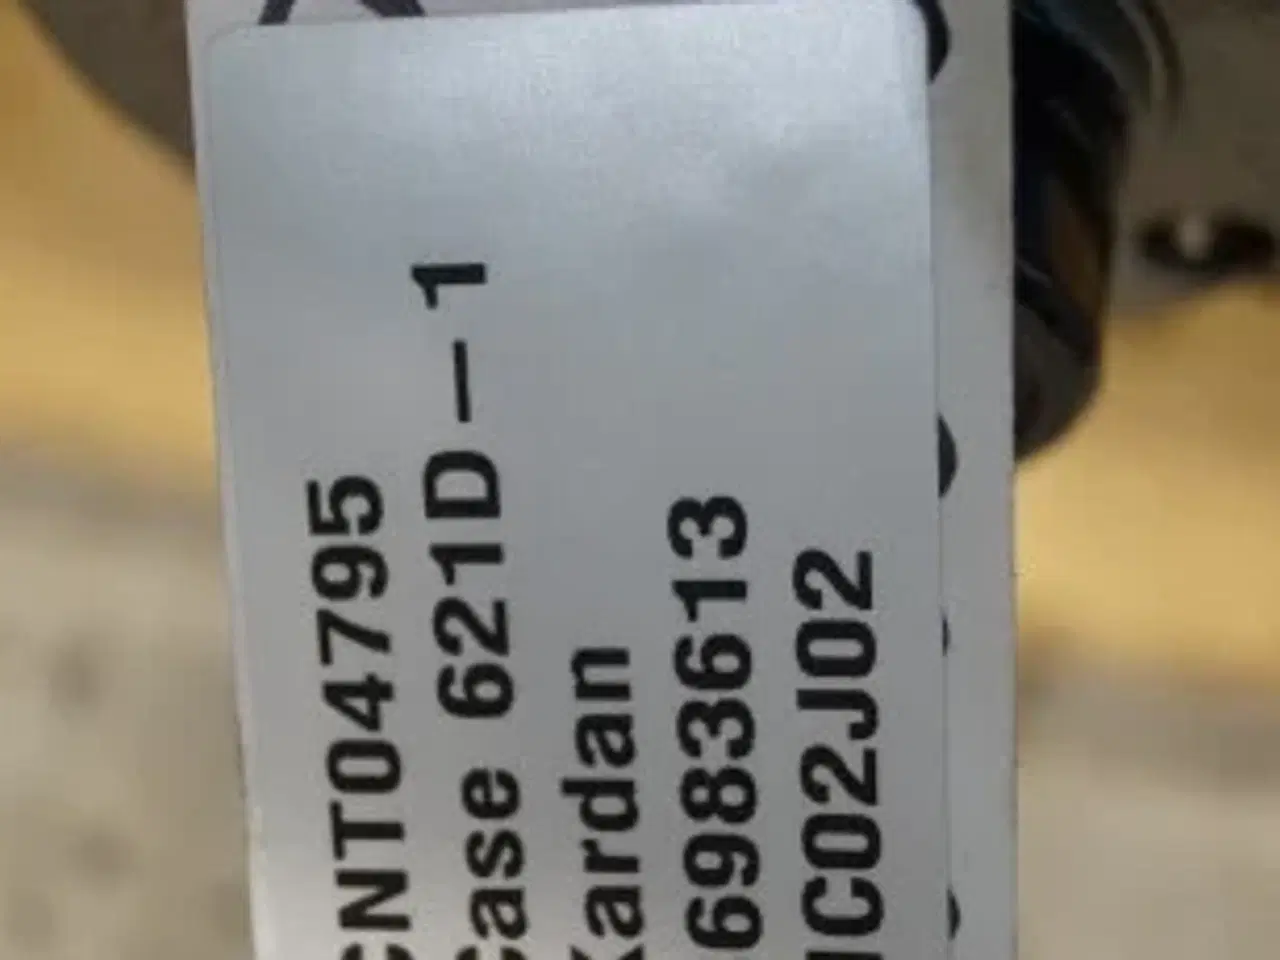 CNT04795
Case 621D-1
Kardan
6983613
C02J02